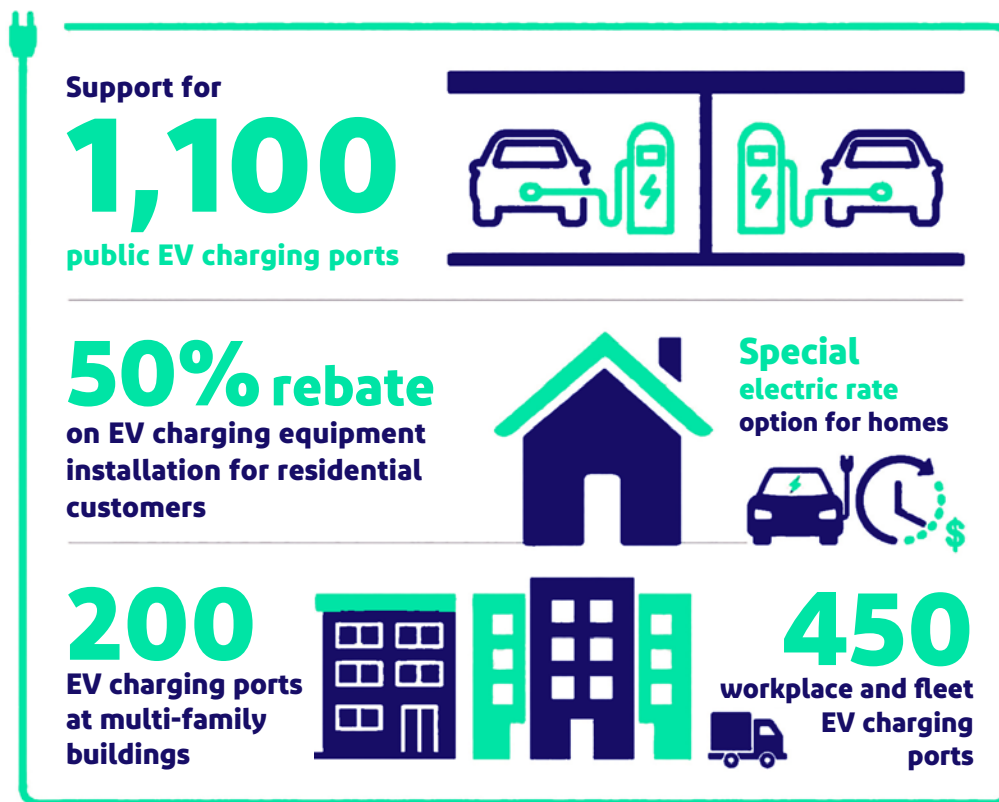 Support for
1,100
public EV charging ports
50% rebate
on EV charging equipment
installation for residential
customers
Special
electric rate
option for homes
$
200
EV charging ports
at multi-family
buildings
450
workplace and fleet
EV charging
ports